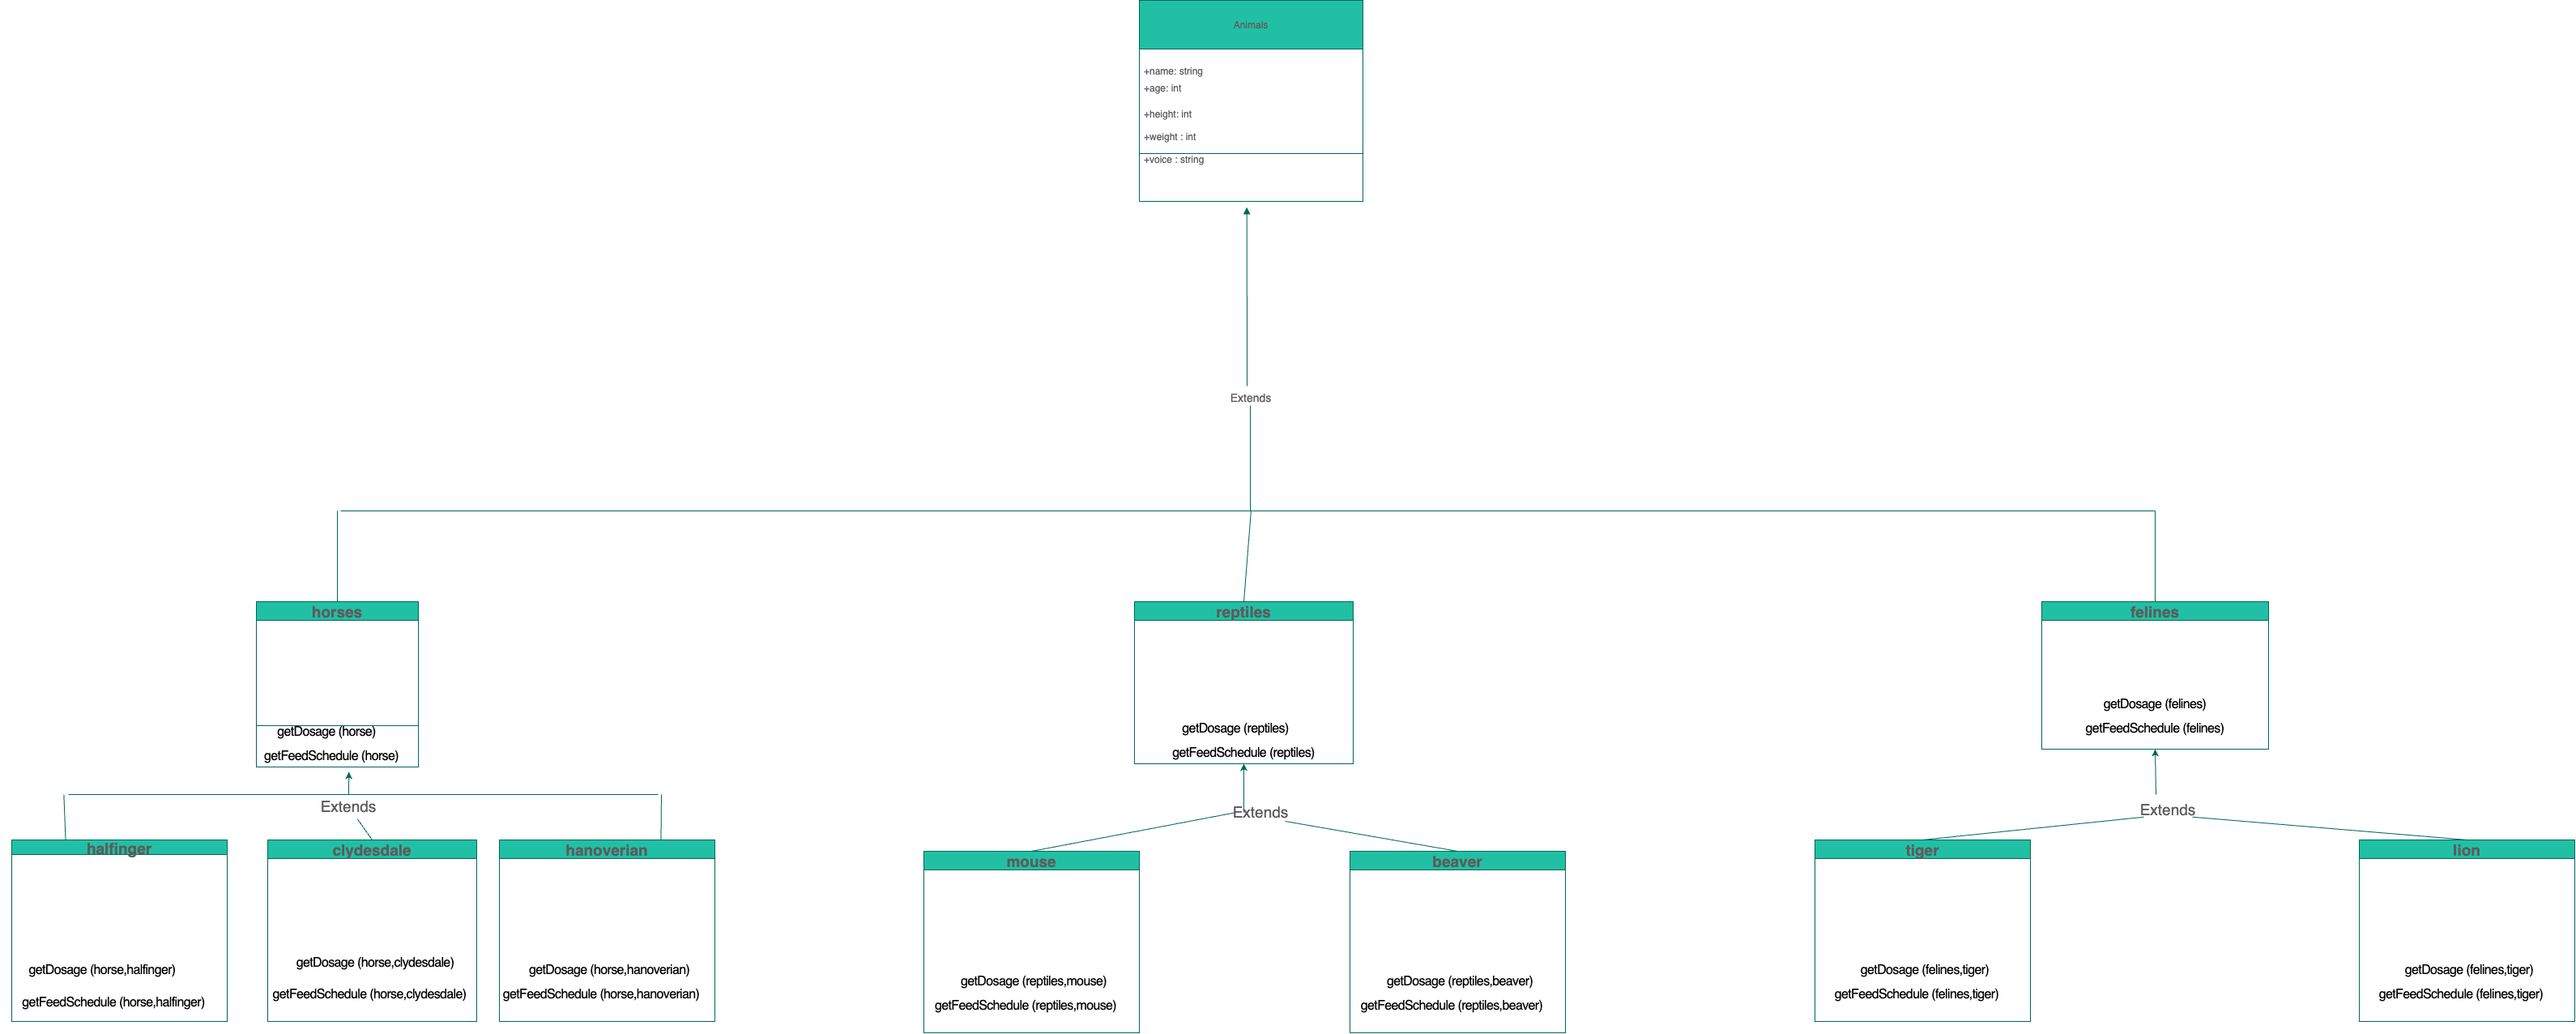 Animals
+name: string
+age: int
+height: int
+weight : int
+voice : string
Extends
horses
getDosage (horse)
getFeedSchedule (horse)
reptiles
getDosage (reptiles)
getFeedSchedule (reptiles)
felines
getDosage (felines)
getFeedSchedule (felines)
Extends
Extends
Extends
halfinger
getDosage (horse,halfinger)
getFeedSchedule (horse,halfinger)
clydesdale
getDosage (horse,clydesdale)
getFeedSchedule (horse,clydesdale)
hanoverian
getDosage (horse,hanoverian)
getFeedSchedule (horse,hanoverian)
mouse
getDosage (reptiles,mouse)
getFeedSchedule (reptiles,mouse)
beaver
getDosage (reptiles,beaver)
getFeedSchedule (reptiles,beaver)
tiger
getDosage (felines,tiger)
getFeedSchedule (felines,tiger)
lion
getDosage (felines,tiger)
getFeedSchedule (felines,tiger)